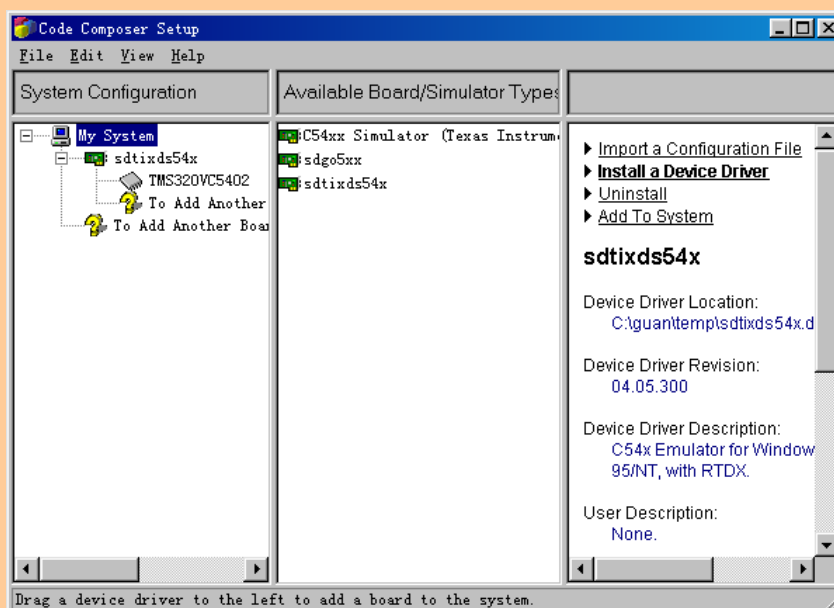 Code Composer Setup
File Edit View Help
System Configuration
My System
sdtixds54x
TMS320VC5402
To Add Another
To Add Another Boa
Available Board/Simulator Types
C54xx Simulator (Texas Instrum
sdgo5xx
sdtixds54x
Import a Configuration File
Install a Device Driver
Uninstall
Add To System
sdtixds54x
Device Driver Location:
C:\guan\temp\sdtixds54x.d
Device Driver Revision:
04.05.300
Device Driver Description:
C54x Emulator for Window
95/NT, with RTDX.
User Description:
None.
Drag a device driver to the left to add a board to the system.